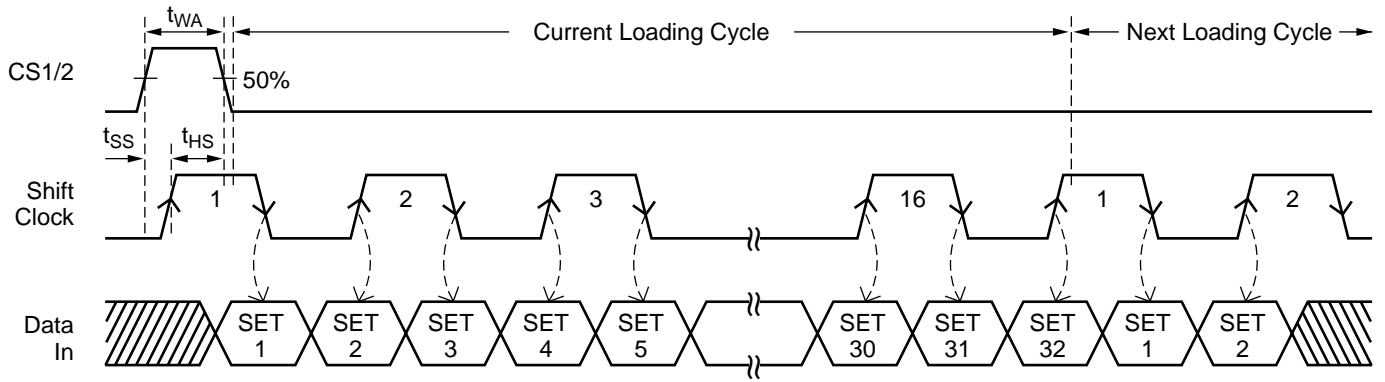 tWA
Current Loading Cycle
Next Loading Cycle
CS1/2
50%
tSS
tHS
Shift
Clock
1
2
3
16
1
2
Data
In
SET
1
SET
2
SET
3
SET
4
SET
5
SET
30
SET
31
SET
32
SET
1
SET
2